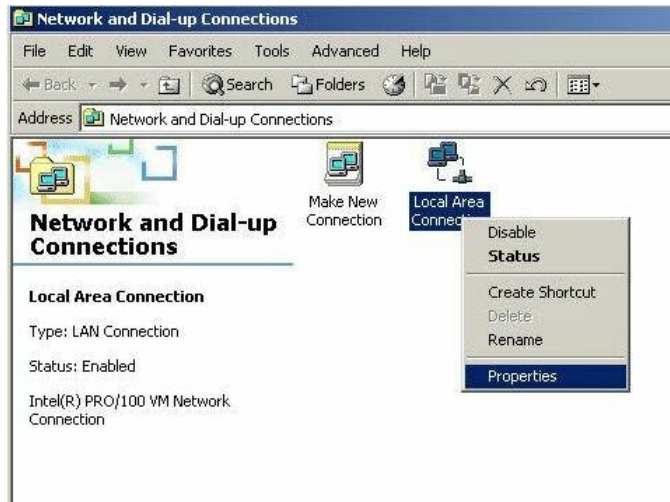 Network and Dial-up Connections
File Edit View Favorites Tools Advanced Help
Back Search Folders
Address Network and Dial-up Connections
Make New
Connection
Local Area
Network and Dial-up
Connections
Local Area Connection
Type: LAN Connection
Status: Enabled
Intel(R) PRO/100 VM Network
Connection
Disable
Status
Create Shortcut
Delete
Rename
Properties